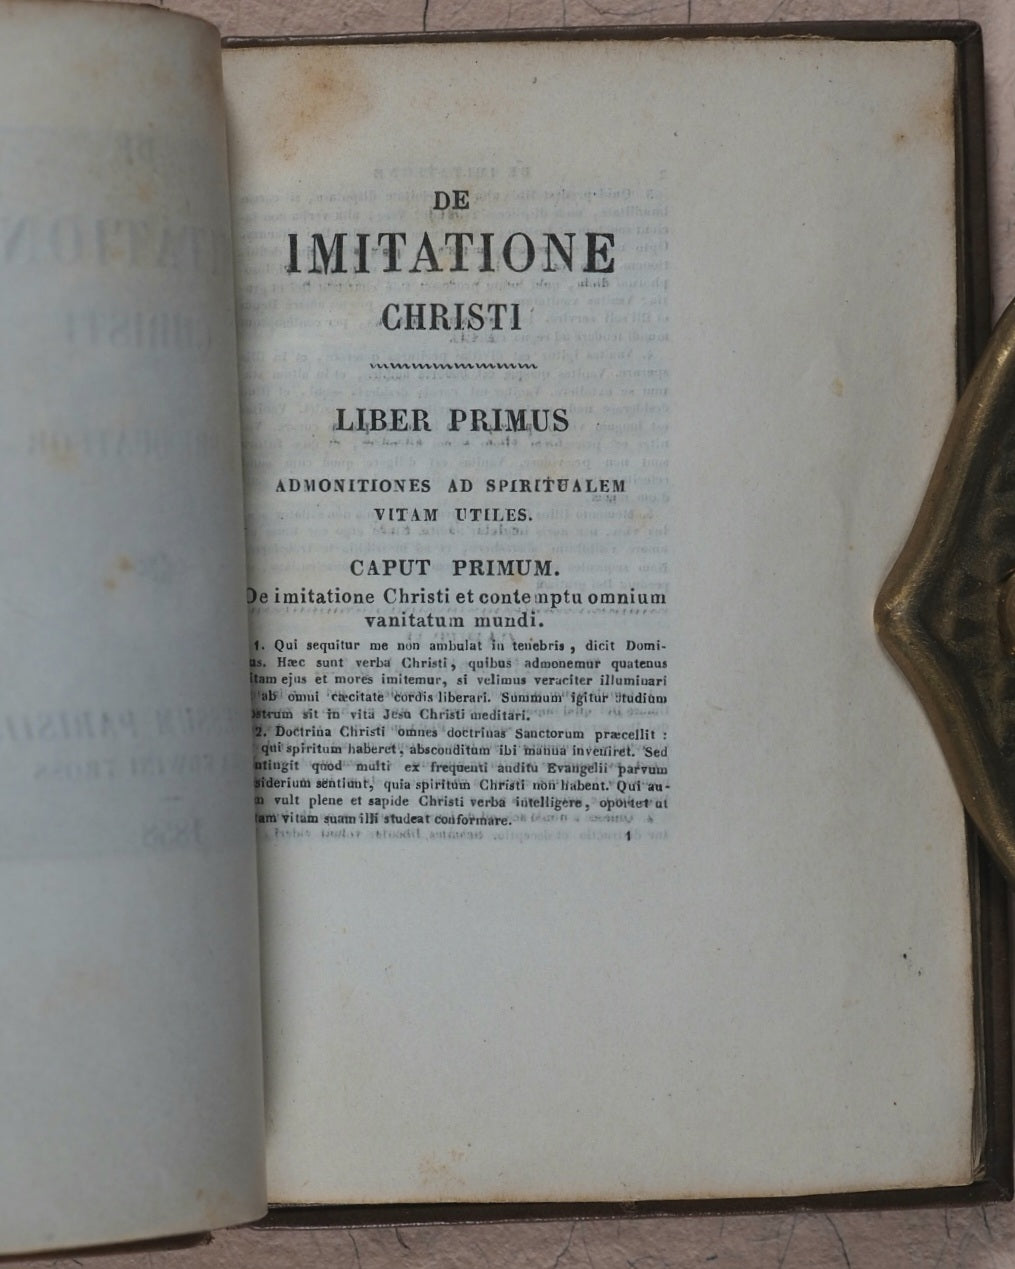 DE
IMITATIONE
CHRISTI
LIBER PRIMUS
ADMONITIONES AD SPIRITUALEM
VITAM UTILES.
CAPUT PRIMUM.
De imitatione Christi et contemptu omnium
vanitatum mundi.
1. Qui sequitur me non ambulat in tenebris, dicit Domi-
us. Hæc sunt verba Christi, quibus admonemur quatenus
itam ejus et mores imitemur, si velimus veraciter illuminari
ab omni cæcitate cordis liberari. Summum igitur studium
ostrum sit in vita Jesu Christi meditari.
2. Doctrina Christi omnes doctrinas Sanctorum præcellit :
qui spiritum haberet, absconditum ibi manna inveniret. Sed
ntingit quod multi ex frequenti auditu Evangelii parvum
siderium sentiunt, quia spiritum Christi non habent. Qui au-
m vult plene et sapide Christi verba intelligere, oportet ut
tam vitam suam illi studeat conformare.
1